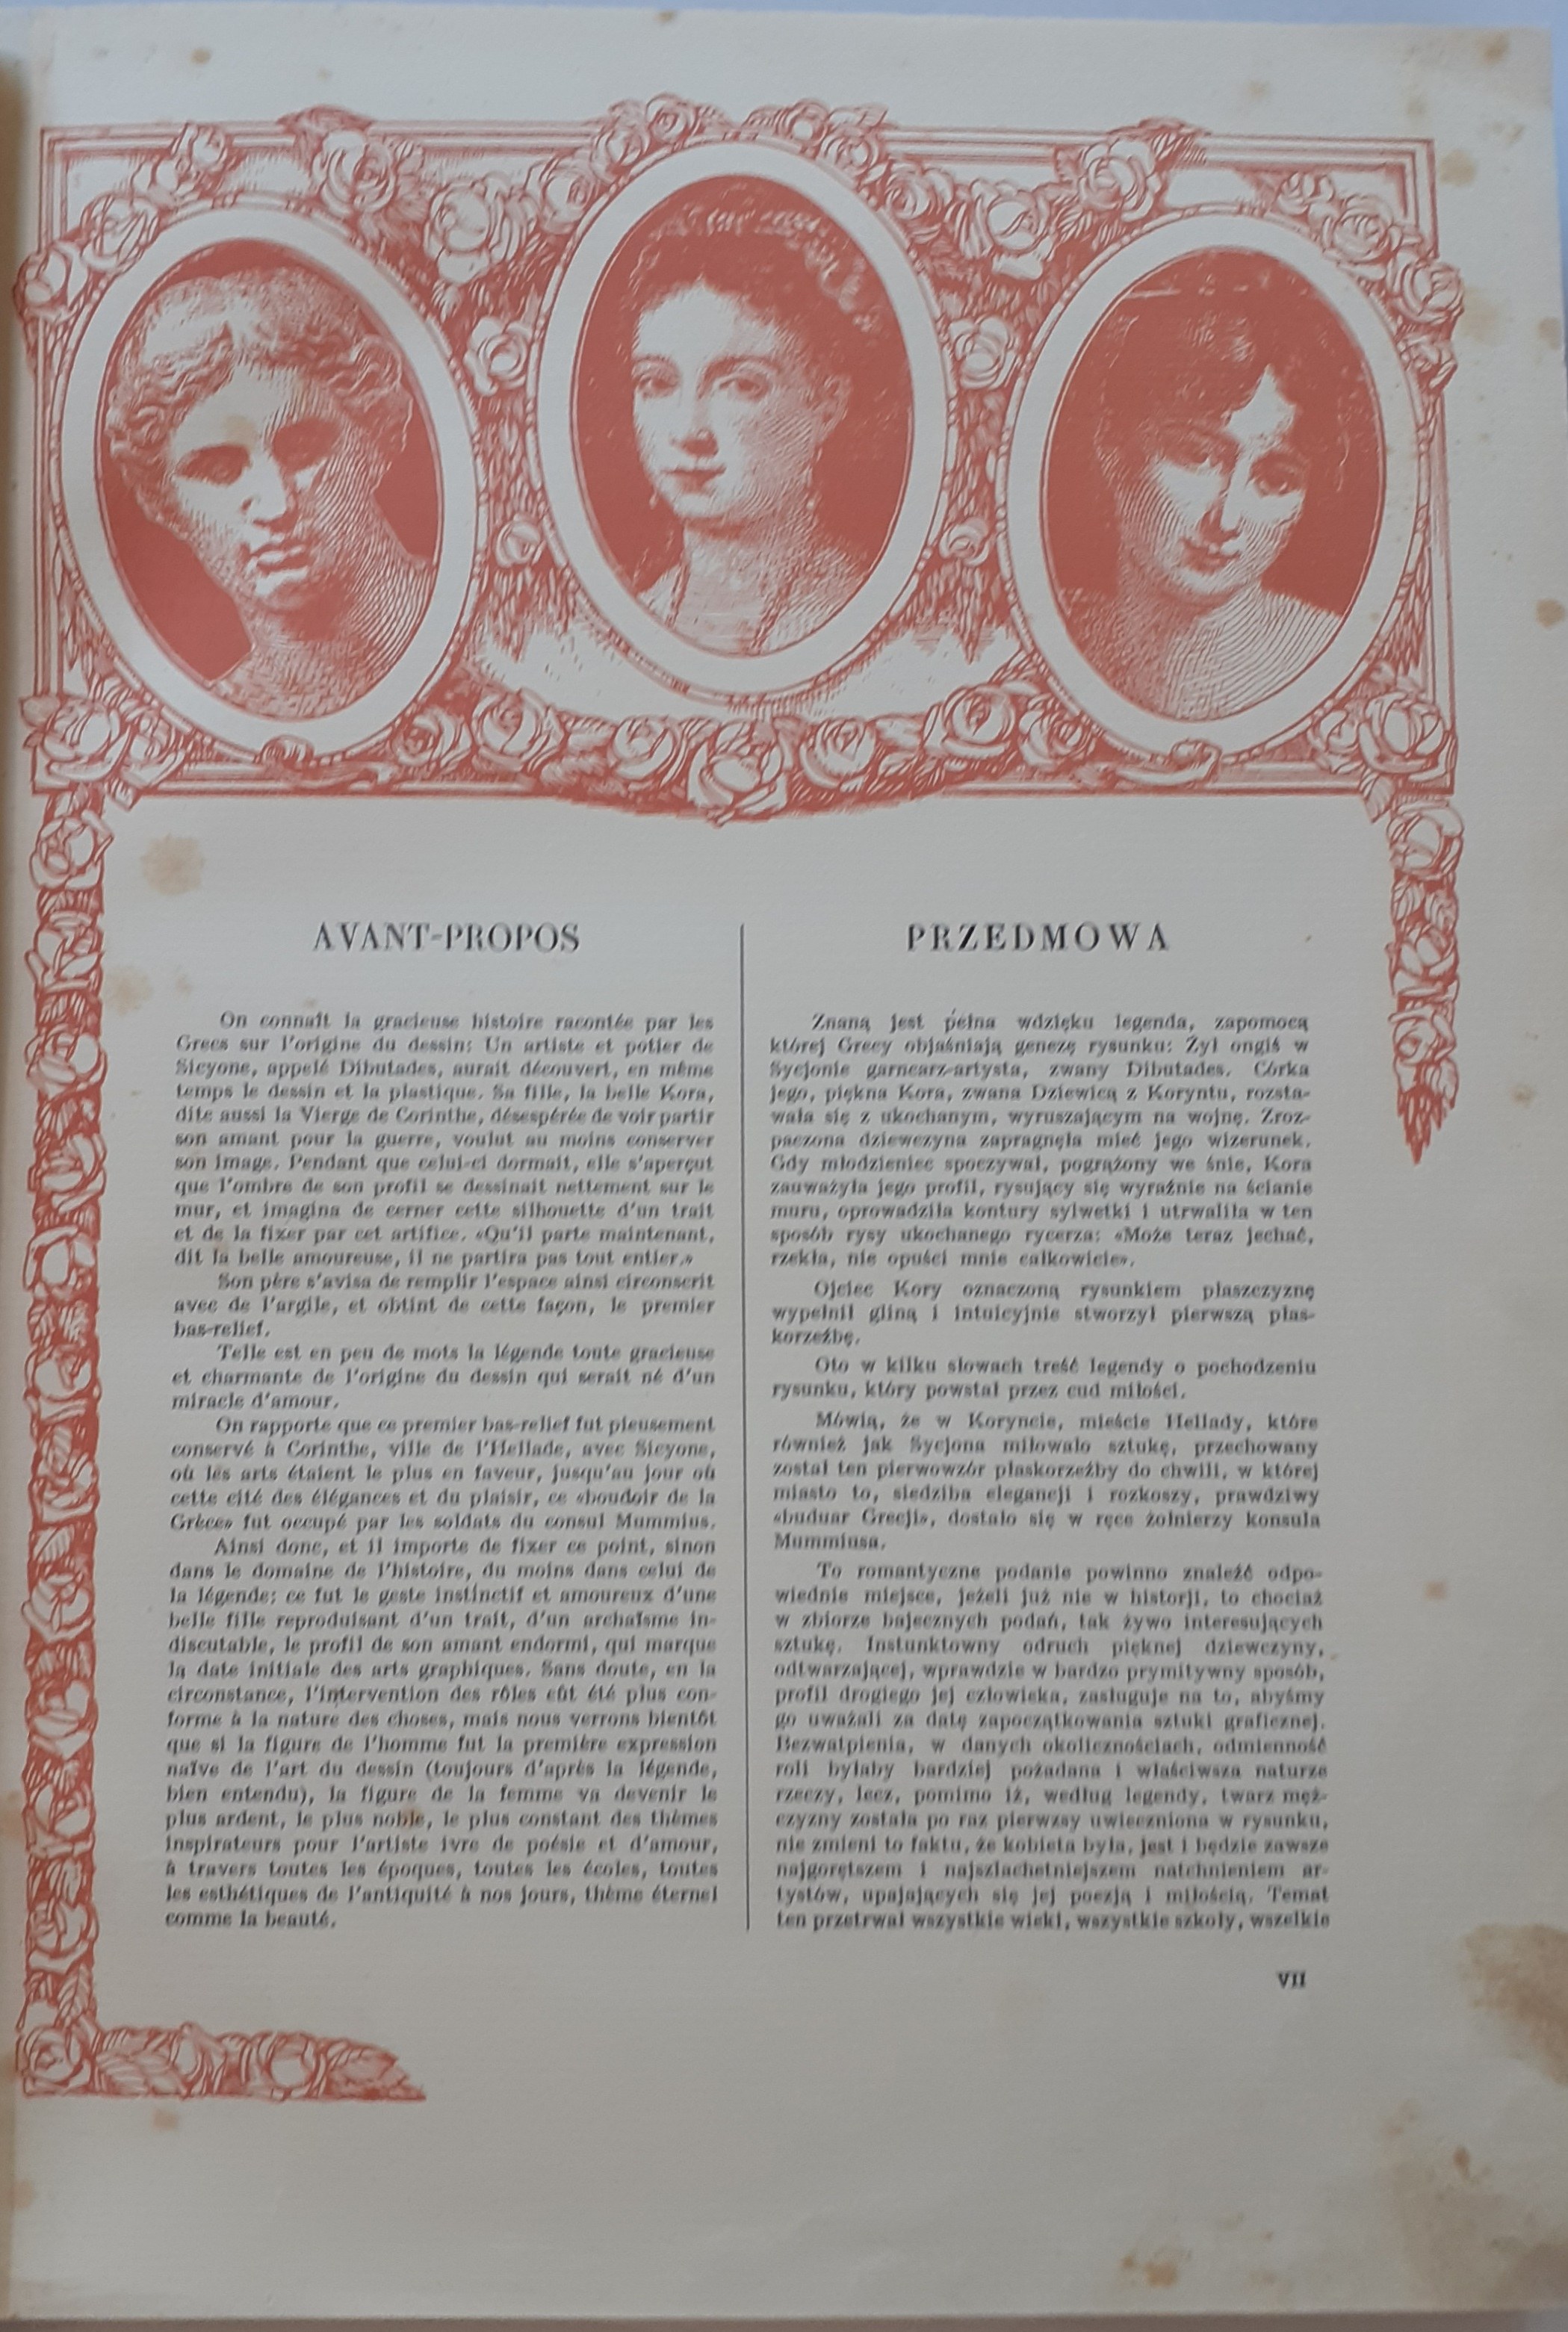 AVANT-PROPOS
On connaît la gracieuse histoire racontée par les
Grecs sur l'origine du dessin: Un artiste et potier de
Sicyone, appelé Dibutades, aurait découvert, en même
temps le dessin et la plastique. Sa fille, la belle Kora,
dite aussi la Vierge de Corinthe, désespérée de voir partir
son amant pour la guerre, voulut au moins conserver
son image. Pendant que celui-ci dormait, elle s'aperçut
que l'ombre de son profil se dessinait nettement sur le
mur, et imagina de cerner cette silhouette d'un trait
et de la fixer par cet artifice. «Qu'il parte maintenant,
dit la belle amoureuse, il ne partira pas tout entier.»
Son père s'avisa de remplir l'espace ainsi circonscrit
avec de l'argile, et obtint de cette façon, le premier
bas-relief.
Telle est en peu de mots la légende toute gracieuse
et charmante de l'origine du dessin qui serait né d'un
miracle d'amour.
On rapporte que ce premier bas-relief fut pieusement
conservé à Corinthe, ville de l'Hellade, avec Sicyone,
où les arts étaient le plus en faveur, jusqu'au jour où
cette cité des élégances et du plaisir, ce «boudoir de la
Grèce» fut occupé par les soldats du consul Mummius.
Ainsi donc, et il importe de fixer ce point, sinon
dans le domaine de l'histoire, du moins dans celui de
la légende; ce fut le geste instinctif et amoureux d'une
belle fille reproduisant d'un trait, d'un archaïsme in-
discutable, le profil de son amant endormi, qui marque
la date initiale des arts graphiques. Sans doute, en la
circonstance, l'intervention des rôles eût été plus con-
forme à la nature des choses, mais nous verrons bientôt
que si la figure de l'homme fut la première expression
naïve de l'art du dessin (toujours d'après la légende,
bien entendu), la figure de la femme va devenir le
plus ardent, le plus noble, le plus constant des thèmes
inspirateurs pour l'artiste ivre de poésie et d'amour,
à travers toutes les époques, toutes les écoles, toutes
les esthétiques de l'antiquité à nos jours, thème éternel
comme la beauté.
PRZEDMOWA
Znaną jest pełna wdzięku legenda, zapomocą
której Grecy objaśniają genezę rysunku: Żył ongiś w
Sycjonie garncarz-artysta, zwany Dibutades. Córka
jego, piękna Kora, zwana Dziewicą z Koryntu, rozsta-
wała się z ukochanym, wyruszającym na wojnę. Zroz-
paczona dziewczyna zapragnęła mieć jego wizerunek.
Gdy młodzieniec spoczywał, pogrążony we śnie, Kora
zauważyła jego profil, rysujący się wyraźnie na ścianie
muru, oprowadziła kontury sylwetki i utrwaliła w ten
sposób rysy ukochanego rycerza: «Może teraz jechać,
rzekła, nie opuści mnie całkowicie».
Ojciec Kory oznaczoną rysunkiem płaszczyznę
wypełnił gliną i intuicyjnie stworzył pierwszą płas-
korzeźbę.
Oto w kilku słowach treść legendy o pochodzeniu
rysunku, który powstał przez cud miłości.
Mówią, że w Koryncie, mieście Hellady, które
również jak Sycjona miłowało sztukę, przechowany
został ten pierwowzór płaskorzeźby do chwili, w której
miasto to, siedziba elegancji i rozkoszy, prawdziwy
«buduar Grecji», dostało się w ręce żołnierzy konsula
Mummiusa.
To romantyczne podanie powinno znaleźć odpo-
wiednie miejsce, jeżeli już nie w historji, to chociaż
w zbiorze bajecznych podań, tak żywo interesujących
sztukę. Instunktowny odruch pięknej dziewczyny,
odtwarzającej, wprawdzie w bardzo prymitywny sposób,
profil drogiego jej człowieka, zasługuje na to, abyśmy
go uważali za datę zapoczątkowania sztuki graficznej.
Bezwątpienia, w danych okolicznościach, odmienność
roli byłaby bardziej pożądana i właściwsza naturze
rzeczy, lecz, pomimo iż, według legendy, twarz męż-
czyzny została po raz pierwzsy uwieczniona w rysunku,
nie zmieni to faktu, że kobieta była, jest i będzie zawsze
najgorętszem i najszlachetniejszem natchnieniem ar-
tystów, upajających się jej poezją i miłością. Temat
ten przetrwał wszystkie wieki, wszystkie szkoły, wszelkie
VII